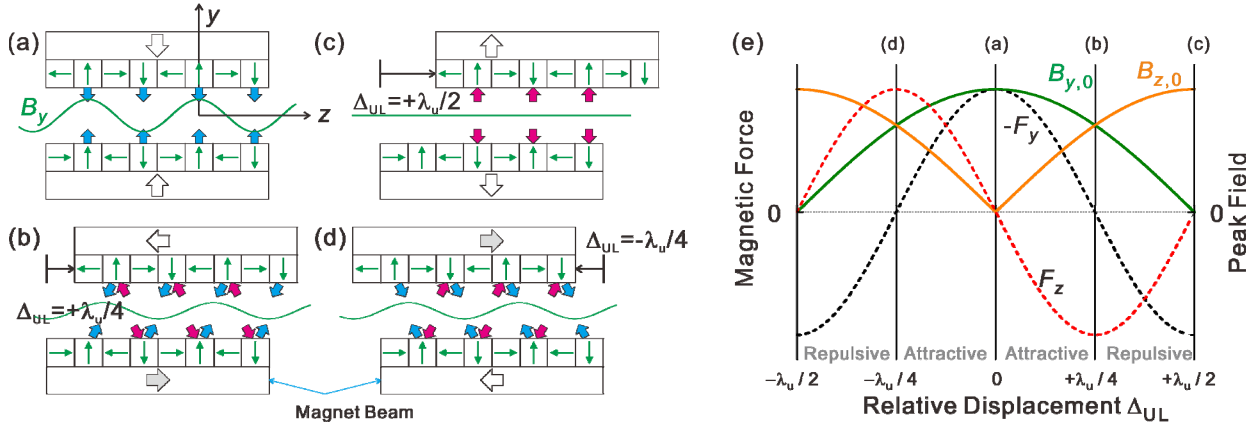 (a)
y
z
B_y
(c)
Δ_UL=+λ_u/2
(b)
Δ_UL=+λ_u/4
(d)
Δ_UL=-λ_u/4
Magnet Beam
(e)
(d)
(a)
(b)
(c)
B_y,0
B_z,0
-F_y
F_z
Magnetic Force
0
0
Peak Field
Repulsive
Attractive
Attractive
Repulsive
−λ_u / 2
−λ_u / 4
0
+λ_u / 4
+λ_u / 2
Relative Displacement Δ_UL